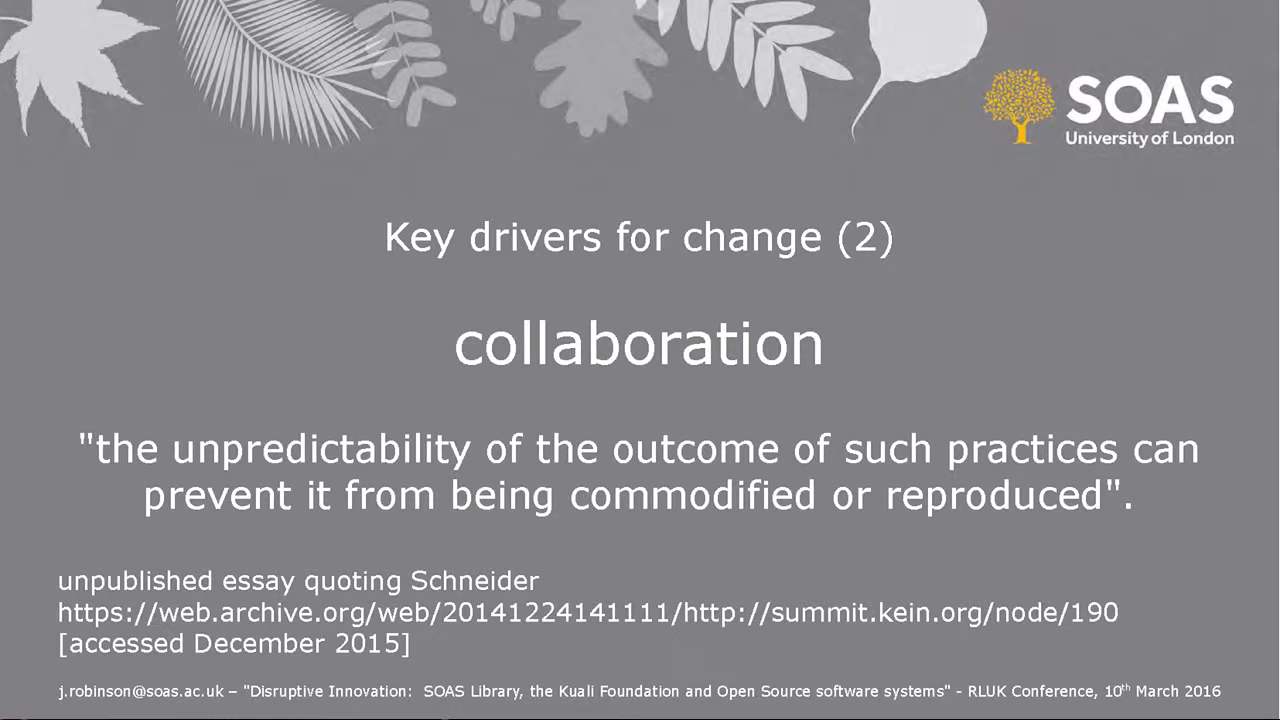 SOAS
University of London
Key drivers for change (2)
collaboration
"the unpredictability of the outcome of such practices can
prevent it from being commodified or reproduced".
unpublished essay quoting Schneider
https://web.archive.org/web/20141224141111/http://summit.kein.org/node/190
[accessed December 2015]
j.robinson@soas.ac.uk – "Disruptive Innovation:  SOAS Library, the Kuali Foundation and Open Source software systems" - RLUK Conference, 10th March 2016